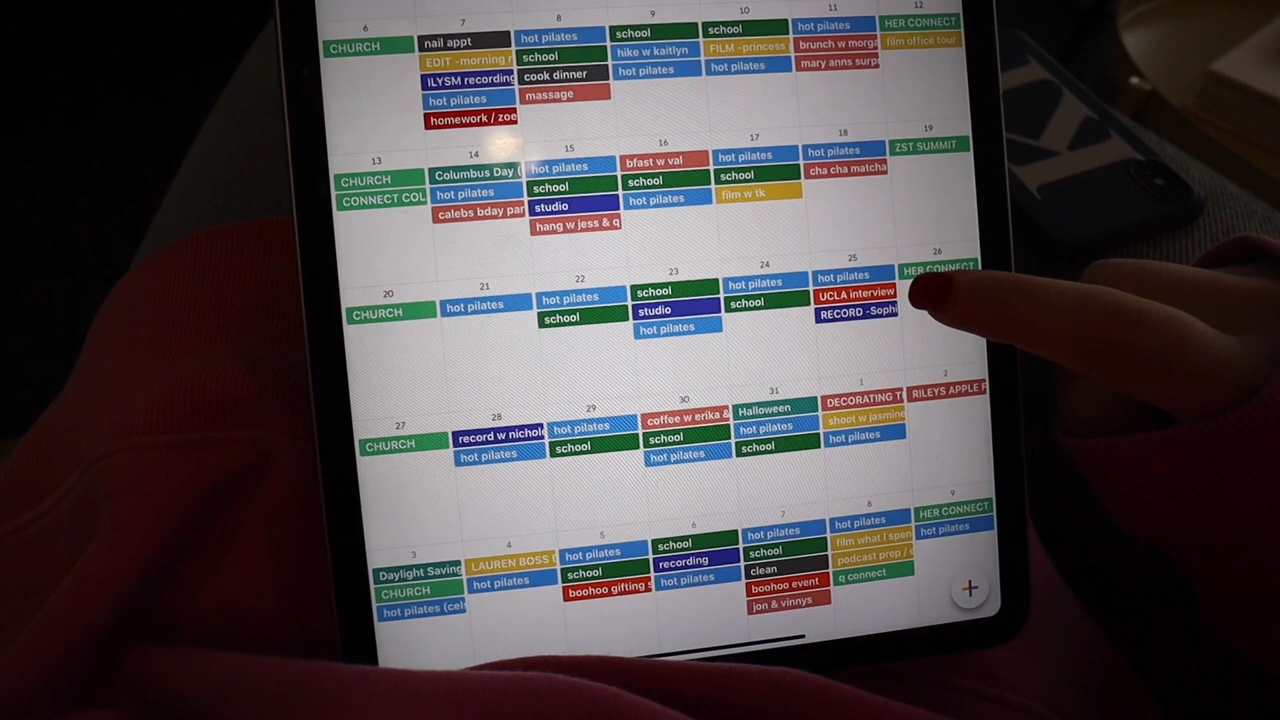 6
CHURCH
7
nail appt
EDIT -morning r
ILYSM recording
hot pilates
homework / zoe
8
hot pilates
school
cook dinner
massage
9
school
hike w kaitlyn
hot pilates
10
school
FILM -princess
hot pilates
11
hot pilates
brunch w morga
mary anns surp
12
HER CONNECT
film office tour
13
CHURCH
CONNECT COL
14
Columbus Day (
hot pilates
calebs bday par
15
hot pilates
school
studio
hang w jess & q
16
bfast w val
school
hot pilates
17
hot pilates
school
film w tk
18
hot pilates
cha cha matcha
19
ZST SUMMIT
20
CHURCH
21
hot pilates
22
hot pilates
school
23
school
studio
hot pilates
24
hot pilates
school
25
hot pilates
UCLA interview
RECORD -Sophi
26
HER CONNECT
27
CHURCH
28
record w nichole
hot pilates
29
hot pilates
school
30
coffee w erika &
school
hot pilates
31
Halloween
hot pilates
school
1
DECORATING T
shoot w jasmine
hot pilates
2
RILEYS APPLE F
3
Daylight Saving
CHURCH
hot pilates (cels
4
LAUREN BOSS D
hot pilates
5
hot pilates
school
boohoo gifting s
6
school
recording
hot pilates
7
hot pilates
school
clean
boohoo event
jon & vinnys
8
hot pilates
film what I spen
podcast prep / e
q connect
9
HER CONNECT
hot pilates
K